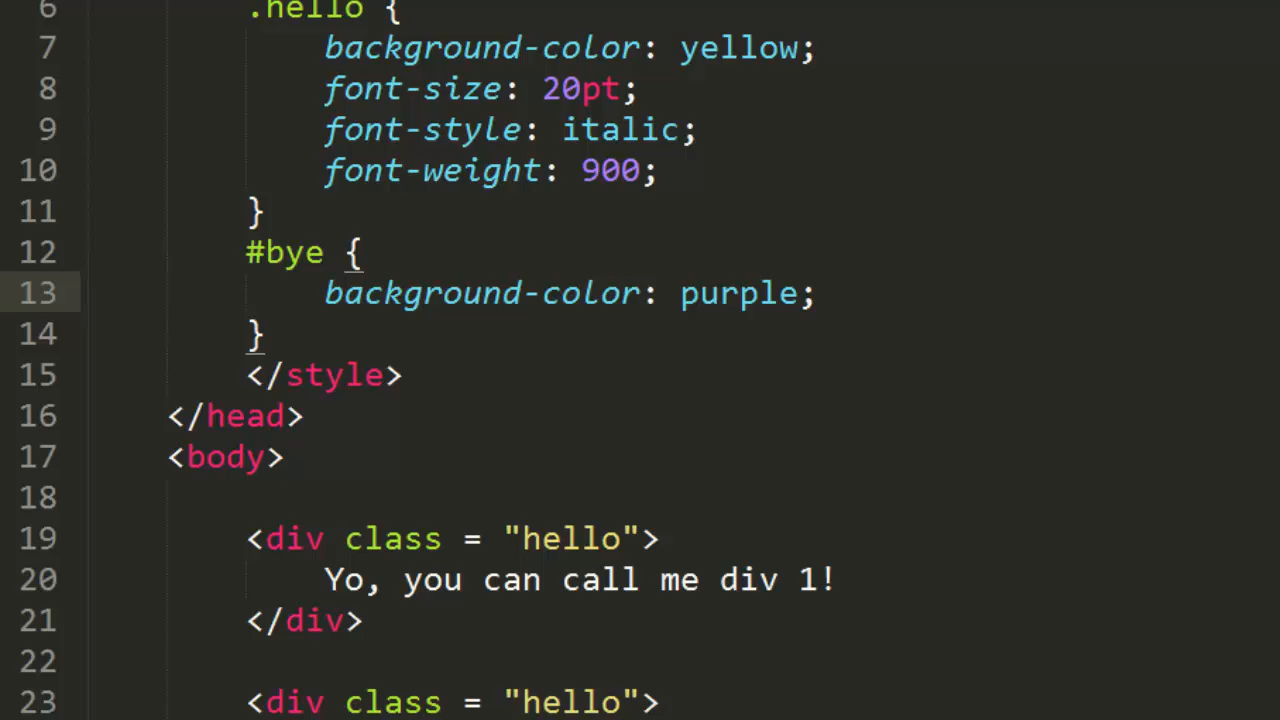 6 .hello {
7 background-color: yellow;
8 font-size: 20pt;
9 font-style: italic;
10 font-weight: 900;
11 }
12 #bye {
13 background-color: purple;
14 }
15 </style>
16 </head>
17 <body>
18
19 <div class = "hello">
20 Yo, you can call me div 1!
21 </div>
22
23 <div class = "hello">